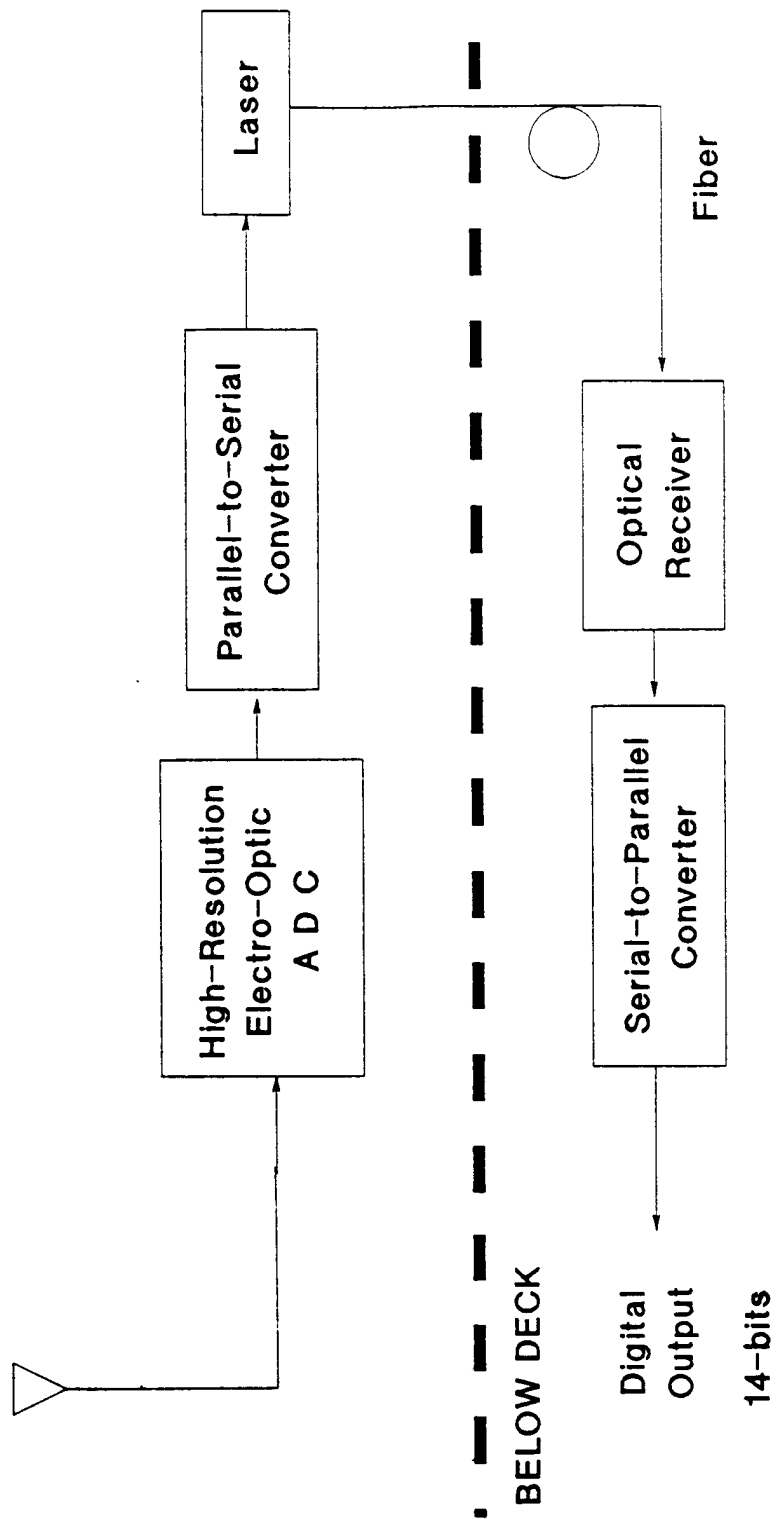 High-Resolution
Electro-Optic
A D C
Parallel-to-Serial
Converter
Laser
BELOW DECK
Fiber
Optical
Receiver
Serial-to-Parallel
Converter
Digital
Output
14-bits